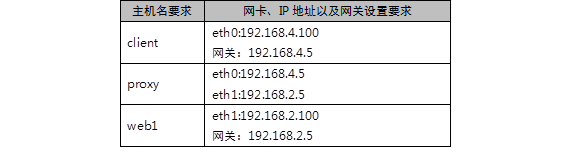 主机名要求 网卡、IP 地址以及网关设置要求
client
eth0:192.168.4.100
网关：192.168.4.5
proxy
eth0:192.168.4.5
eth1:192.168.2.5
web1
eth1:192.168.2.100
网关：192.168.2.5